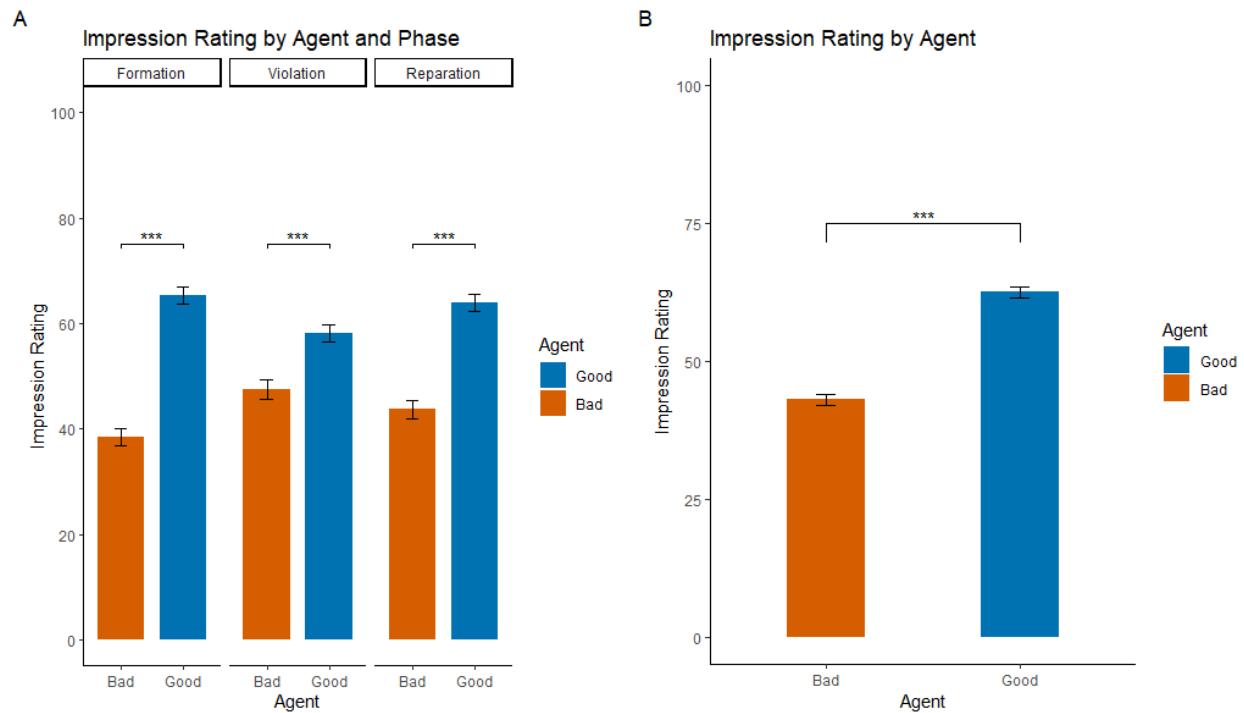 A
Impression Rating by Agent and Phase
Formation Violation Reparation
100
80
60
40
20
0
Impression Rating
*** *** ***
Bad Good Bad Good Bad Good
Agent
Agent
Good
Bad
B
Impression Rating by Agent
100
75
50
25
0
Impression Rating
***
Bad Good
Agent
Agent
Good
Bad